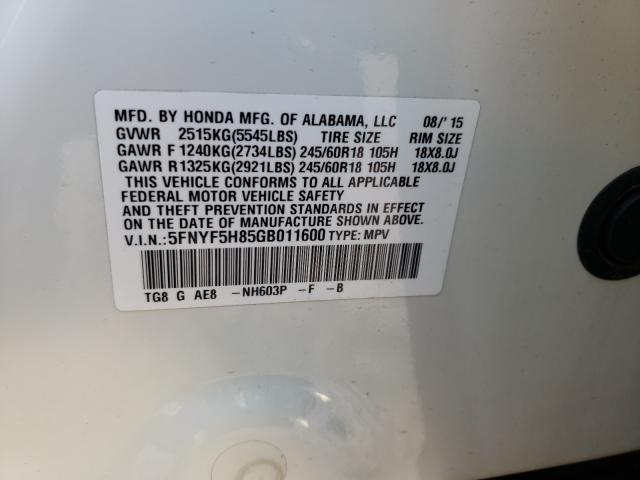 MFD. BY HONDA MFG. OF ALABAMA, LLC 08/' 15
GVWR 2515KG(5545LBS) TIRE SIZE RIM SIZE
GAWR F 1240KG(2734LBS) 245/60R18 105H 18X8.0J
GAWR R1325KG(2921LBS) 245/60R18 105H 18X8.0J
THIS VEHICLE CONFORMS TO ALL APPLICABLE
FEDERAL MOTOR VEHICLE SAFETY
AND THEFT PREVENTION STANDARDS IN EFFECT
ON THE DATE OF MANUFACTURE SHOWN ABOVE.
V.I.N.:5FNYF5H85GB011600 TYPE: MPV
TG8 G AE8 -NH603P -F -B